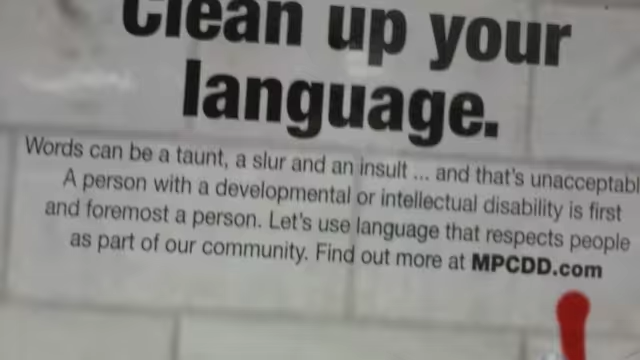 Clean up your
language.
Words can be a taunt, a slur and an insult ... and that's unacceptabl
A person with a developmental or intellectual disability is first
and foremost a person. Let's use language that respects people
as part of our community. Find out more at MPCDD.com